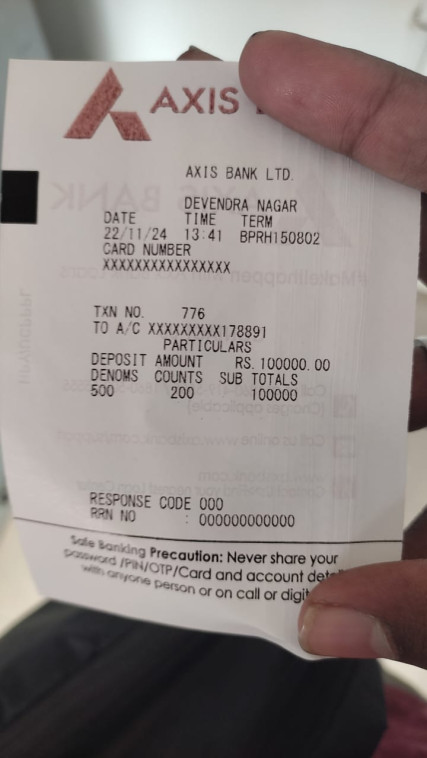 AXIS
AXIS BANK LTD.
DEVENDRA NAGAR
DATE TIME TERM
22/11/24 13:41 BPRH150802
CARD NUMBER
XXXXXXXXXXXXXXXXX
TXN NO. 776
TO A/C XXXXXXXXX178891
PARTICULARS
DEPOSIT AMOUNT RS. 100000.00
DENOMS COUNTS SUB TOTALS
500 200 100000
RESPONSE CODE 000
RRN NO : 000000000000
Safe Banking Precaution: Never share your
password /PIN/OTP/Card and account
with anyone person or on call or